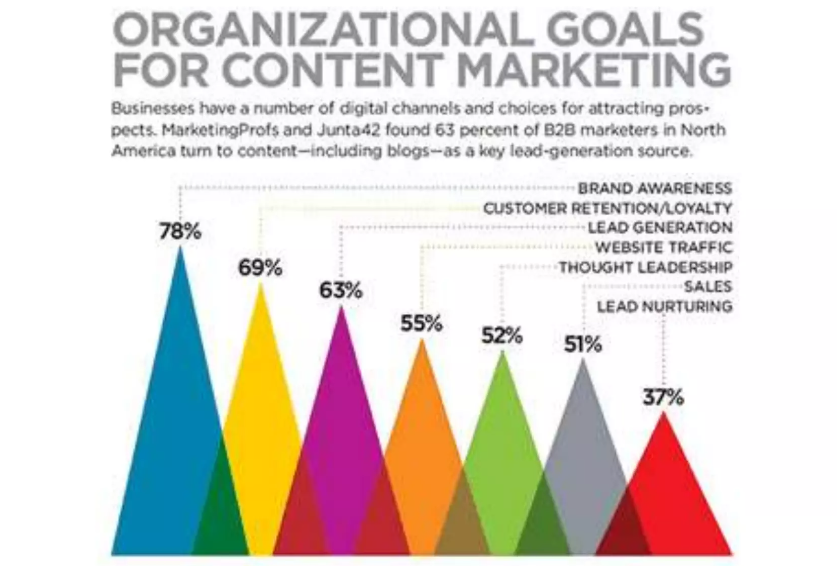 ORGANIZATIONAL GOALS
FOR CONTENT MARKETING
Businesses have a number of digital channels and choices for attracting pros-
pects. MarketingProfs and Junta42 found 63 percent of B2B marketers in North
America turn to content—including blogs—as a key lead-generation source.
BRAND AWARENESS
CUSTOMER RETENTION/LOYALTY
LEAD GENERATION
WEBSITE TRAFFIC
THOUGHT LEADERSHIP
SALES
LEAD NURTURING
78%
69%
63%
55%
52%
51%
37%